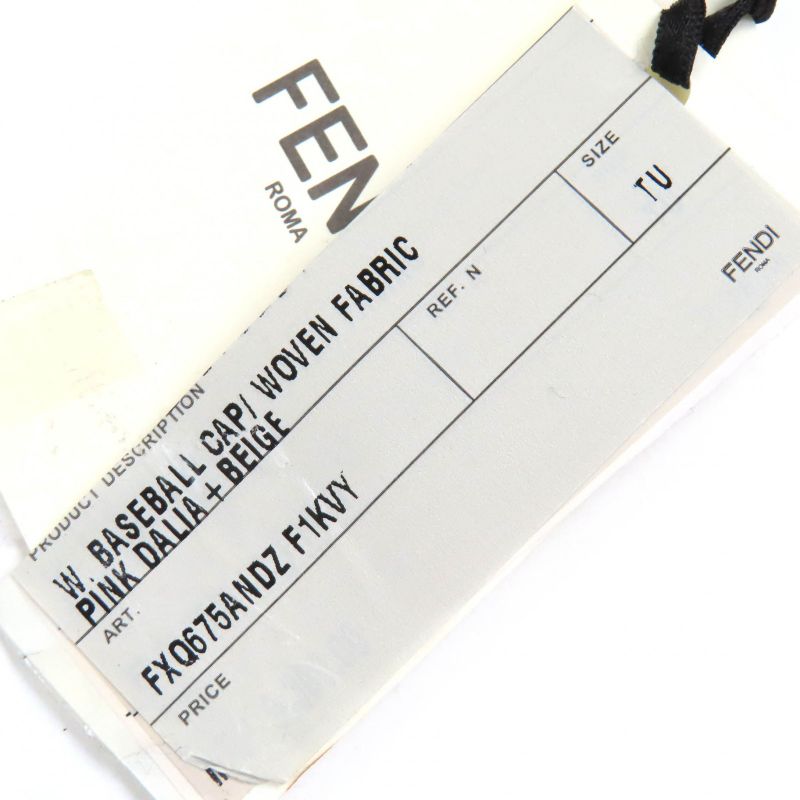 FEN
ROMA
PRODUCT DESCRIPTION
W. BASEBALL CAP/ WOVEN FABRIC
PINK DALIA + BEIGE
ART.
REF. N
SIZE
FXQ675ANDZ F1KVY
TU
PRICE
FENDI
ROMA